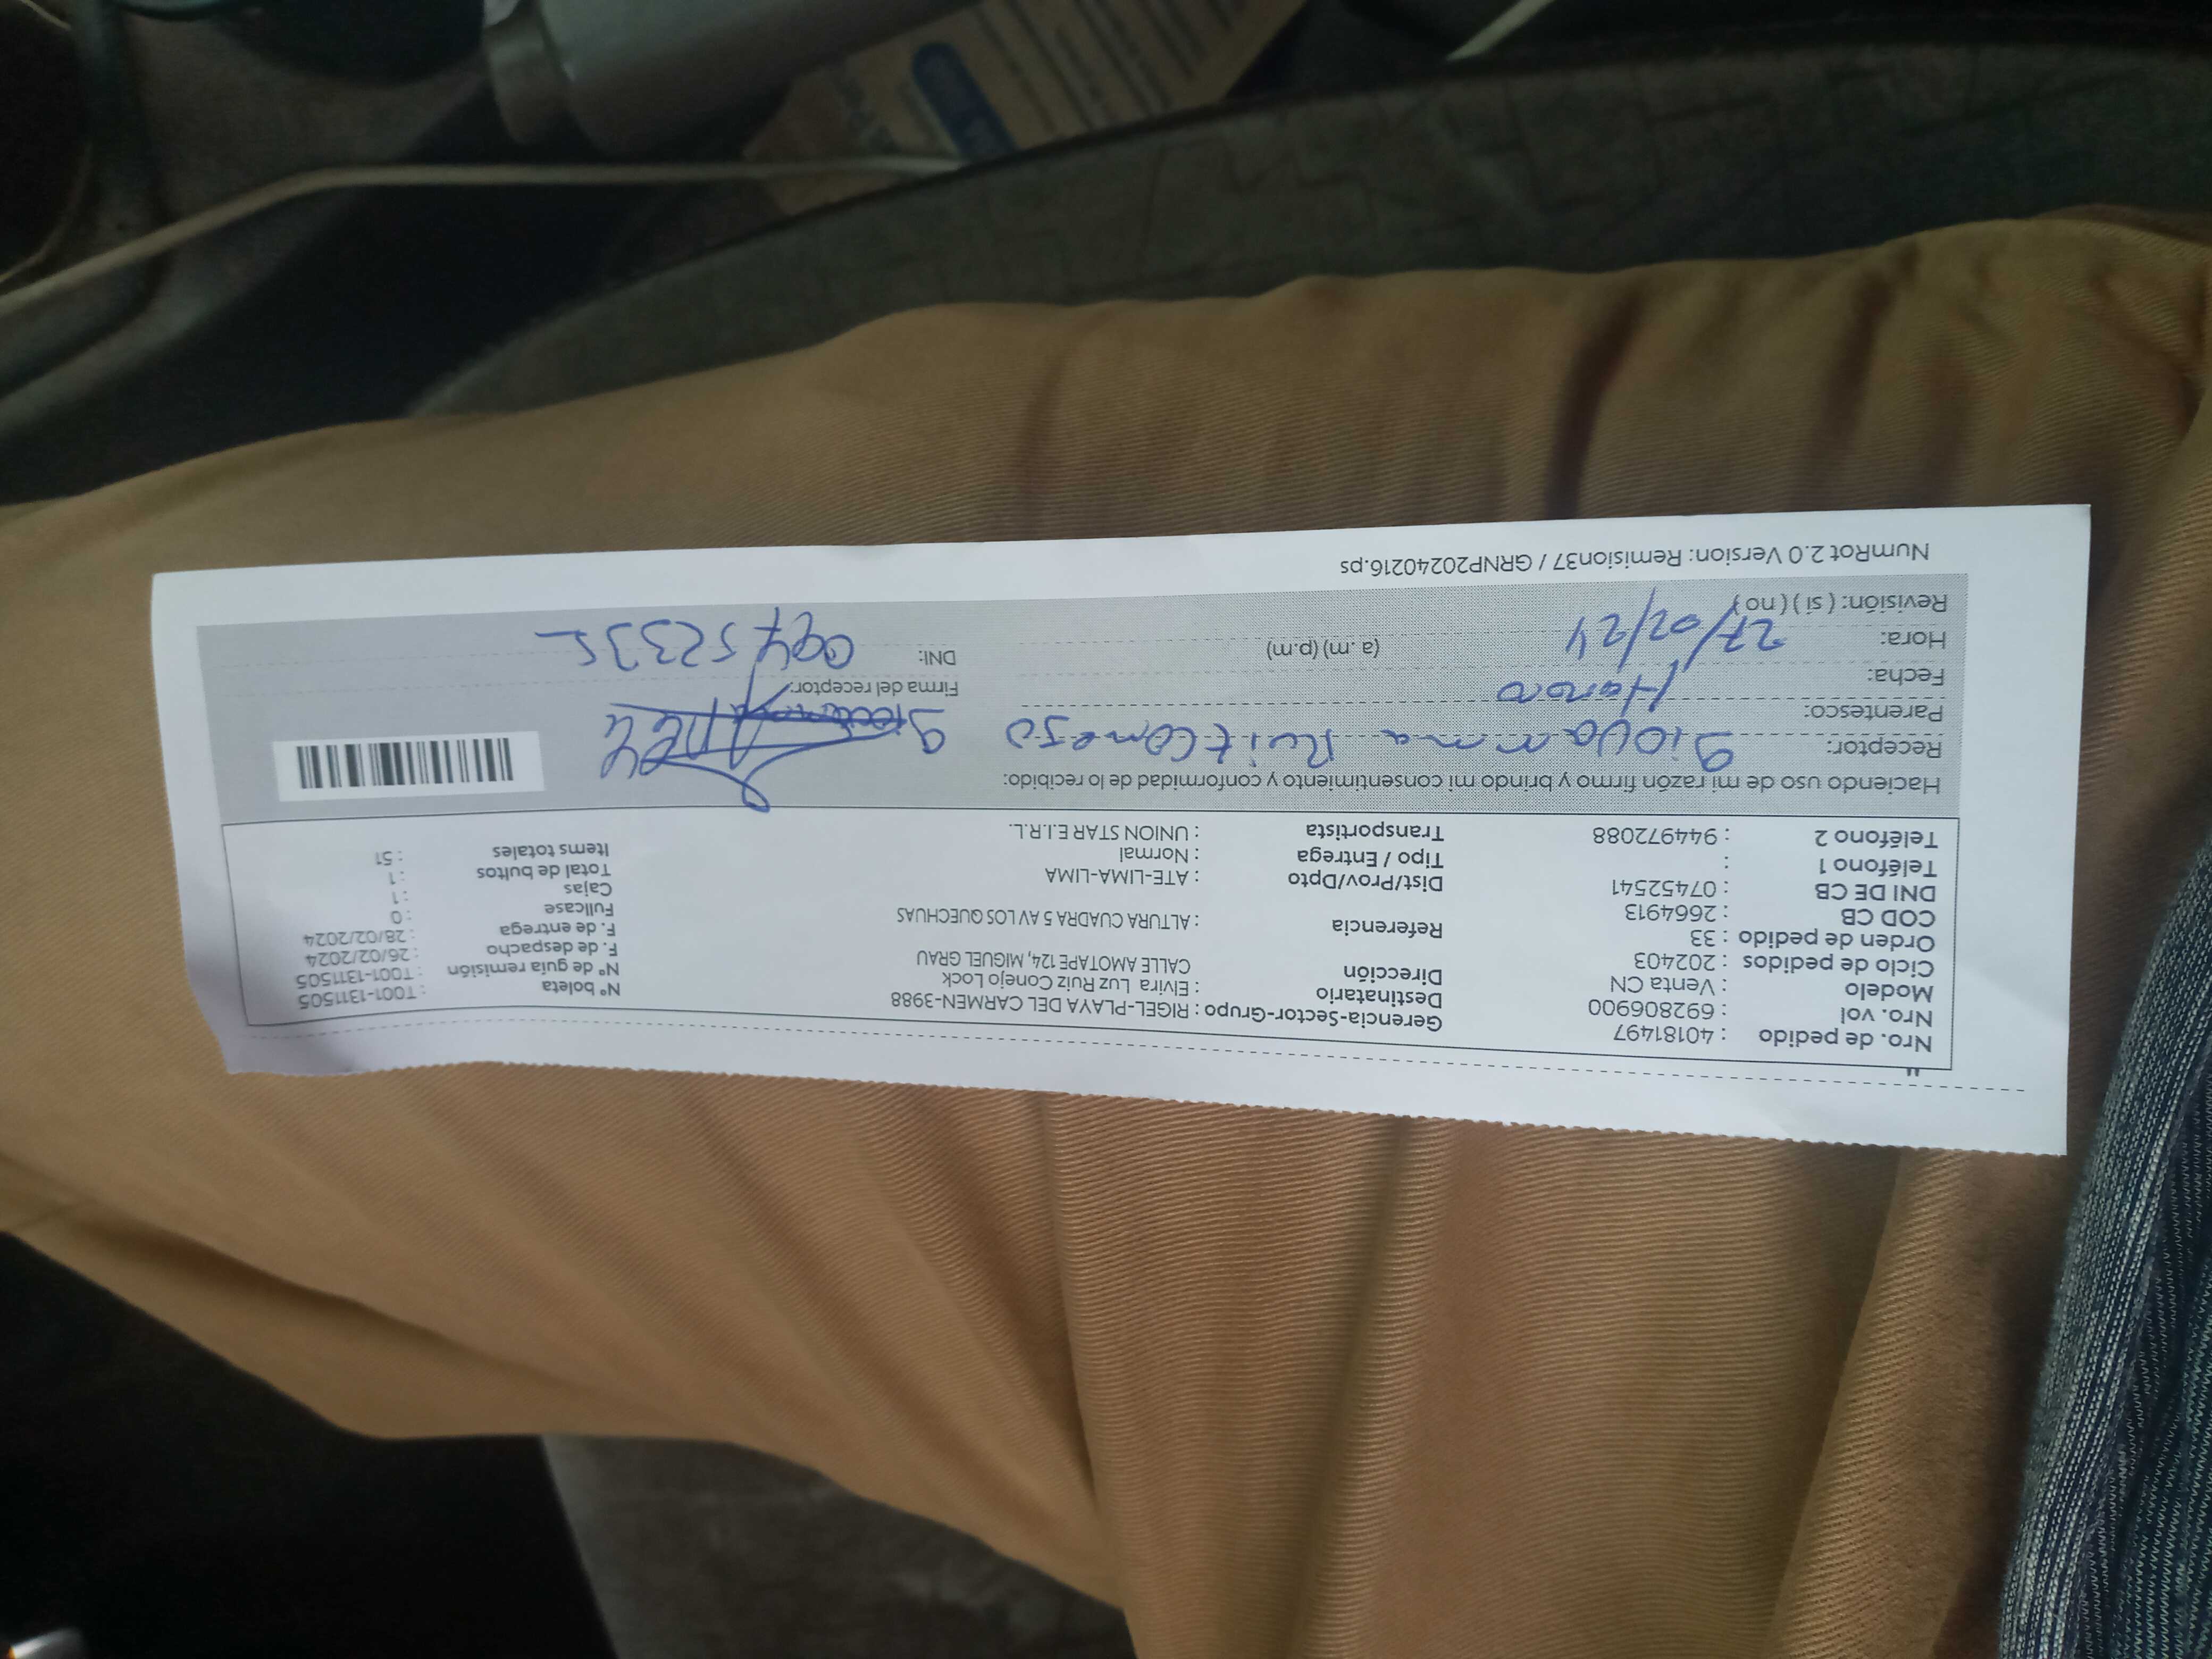 Nro. de pedido : 40181497 Gerencia-Sector-Grupo : RIGEL-PLAYA DEL CARMEN-3988 N° boleta : T001-1311505
Nro. vol : 692806900 Destinatario : Elvira Luz Ruiz Conejo Lock N° de guía remisión : T001-1311505
Modelo : Venta CN Dirección CALLE AMOTAPE 124, MIGUEL GRAU F. de despacho : 26/02/2024
Ciclo de pedidos : 202403 F. de entrega : 28/02/2024
Orden de pedido : 33 Referencia : ALTURA CUADRA 5 AV LOS QUECHUAS Fullcase : 0
COD CB : 2664913 Cajas : 1
DNI DE CB : 07452541 Dist/Prov/Dpto : ATE-LIMA-LIMA Total de bultos : 1
Teléfono 1 : Tipo / Entrega : Normal Items totales : 51
Teléfono 2 : 944972088 Transportista : UNION STAR E.I.R.L.
Haciendo uso de mi razón firmo y brindo mi consentimiento y conformidad de lo recibido:
Receptor: Giovanna Ruiz Conejo
Parentesco: Firma del receptor:
Fecha: DNI:
Hora: 27/02/24 (a .m) (p.m)
Revisión: ( si ) ( no )
NumRot 2.0 Version: Remision37 / GRNP20240216.ps